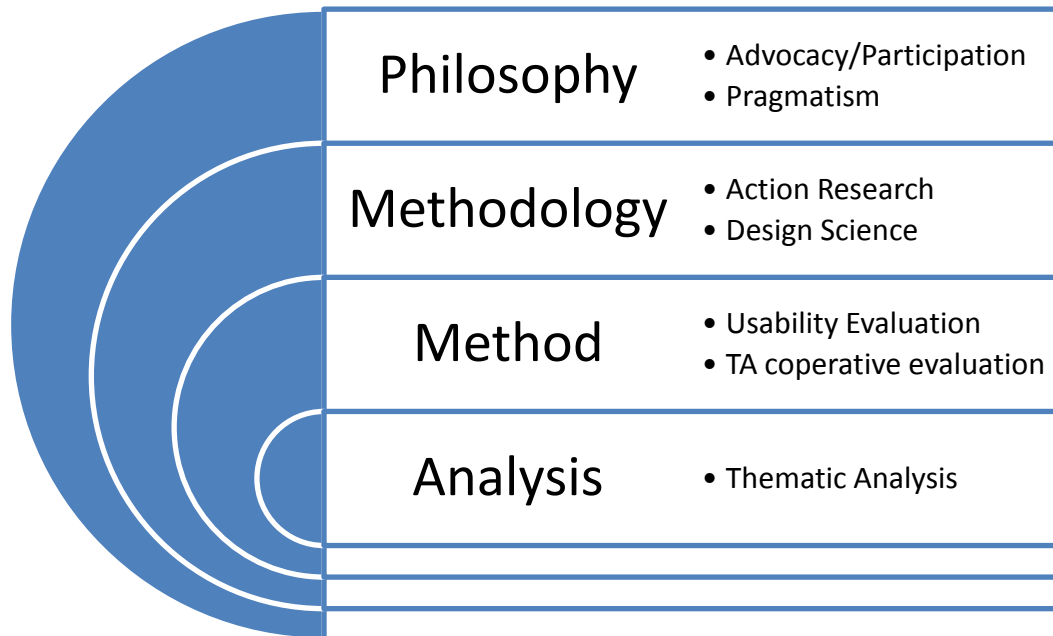 Philosophy
• Advocacy/Participation
• Pragmatism
Methodology
• Action Research
• Design Science
Method
• Usability Evaluation
• TA coperative evaluation
Analysis
• Thematic Analysis